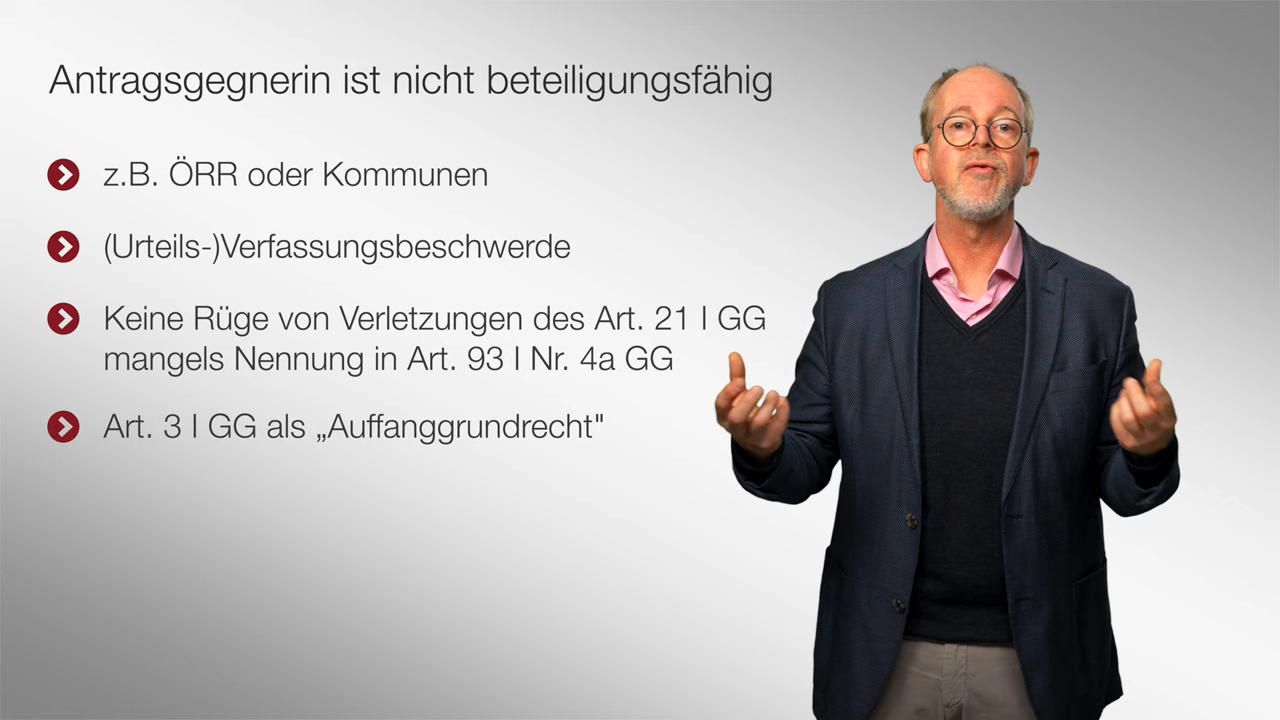 Antragsgegnerin ist nicht beteiligungsfähig
z.B. ÖRR oder Kommunen
(Urteils-)Verfassungsbeschwerde
Keine Rüge von Verletzungen des Art. 21 I GG
mangels Nennung in Art. 93 I Nr. 4a GG
Art. 3 I GG als „Auffanggrundrecht"